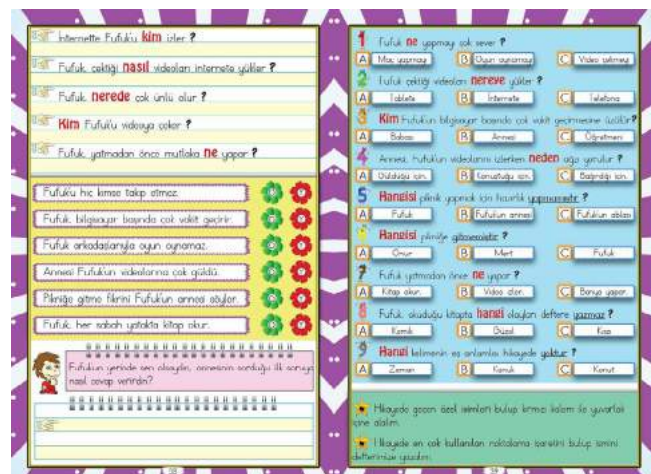 İnternette Fufuk'u kim izler ?
Fufuk, çektiği nasıl videoları internete yükler ?
Fufuk, nerede çok ünlü olur ?
Kim Fufuk'u videoya çeker ?
Fufuk, yatmadan önce mutlaka ne yapar ?
Fufuk'u hiç kimse takip etmez.
Fufuk, bilgisayar başında çok vakit geçirir.
Fufuk arkadaşlarıyla oyun oynamaz.
Annesi Fufuk'un videolarına çok güldü.
Pikniğe gitme fikrini Fufuk'un annesi söyler.
Fufuk, her sabah yatakta kitap okur.
Fufuk'un yerinde sen olsaydın, annesinin sorduğu ilk soruya
nasıl cevap verirdin?
1 Fufuk ne yapmayı çok sever ?
A Maç yapmayı B Oyun oynamayı C Video çekmeyi
2 Fufuk çektiği videoları nereye yükler ?
A Tablete B İnternete C Telefona
3 Kim Fufuk'un bilgisayar başında çok vakit geçirmesine üzülür?
A Babası B Annesi C Öğretmeni
4 Annesi, Fufuk'un videolarını izlerken neden ağzı yorulur ?
A Güldüğü için. B Konuştuğu için. C Bağırdığı için.
5 Hangisi piknik yapmak için hazırlık yapmamıştır ?
A Fufuk B Fufuk'un annesi C Fufuk'un ablası
6 Hangisi pikniğe gitmemiştir ?
A Onur B Mert C Fufuk
7 Fufuk yatmadan önce ne yapar ?
A Kitap okur. B Video izler. C Banyo yapar.
8 Fufuk, okuduğu kitapta hangi olayları deftere yazmaz ?
A Komik B Güzel C Kısa
9 Hangi kelimenin eş anlamlısı hikayede yoktur ?
A Zaman B Konuk C Konut
Hikayede geçen özel isimleri bulup kırmızı kalem ile yuvarlak
içine alalım.
Hikayede en çok kullanılan noktalama işaretini bulup ismini
defterimize yazalım.